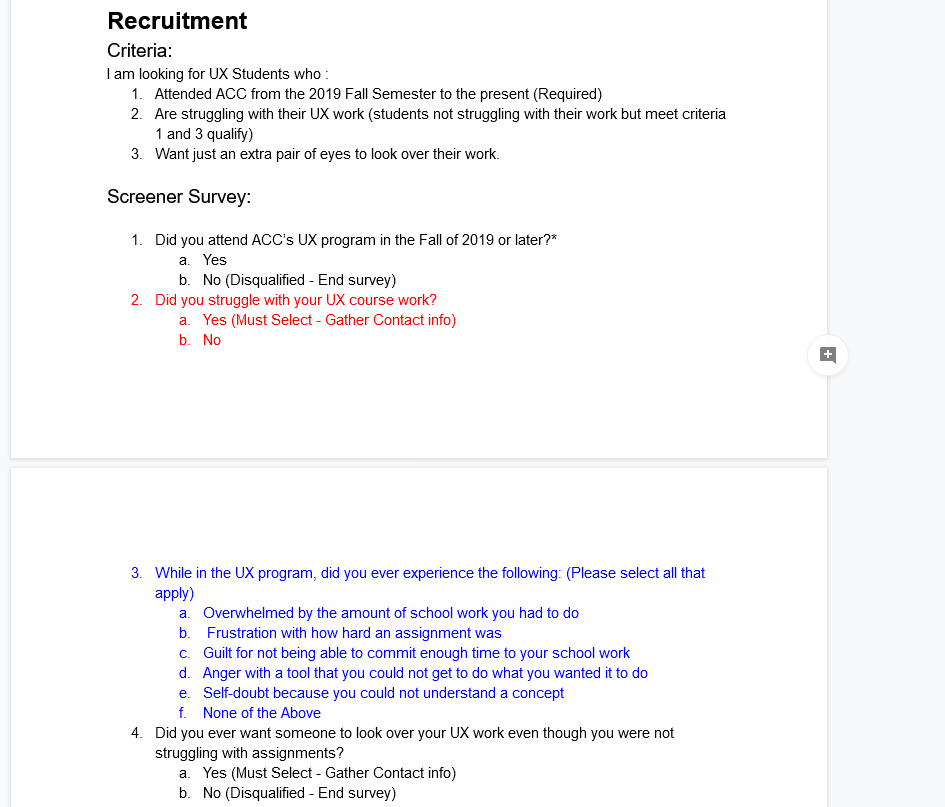 Recruitment
Criteria:
I am looking for UX Students who :
1. Attended ACC from the 2019 Fall Semester to the present (Required)
2. Are struggling with their UX work (students not struggling with their work but meet criteria
1 and 3 qualify)
3. Want just an extra pair of eyes to look over their work.
Screener Survey:
1. Did you attend ACC's UX program in the Fall of 2019 or later?*
a. Yes
b. No (Disqualified - End survey)
2. Did you struggle with your UX course work?
a. Yes (Must Select - Gather Contact info)
b. No
3. While in the UX program, did you ever experience the following: (Please select all that
apply)
a. Overwhelmed by the amount of school work you had to do
b. Frustration with how hard an assignment was
c. Guilt for not being able to commit enough time to your school work
d. Anger with a tool that you could not get to do what you wanted it to do
e. Self-doubt because you could not understand a concept
f. None of the Above
4. Did you ever want someone to look over your UX work even though you were not
struggling with assignments?
a. Yes (Must Select - Gather Contact info)
b. No (Disqualified - End survey)